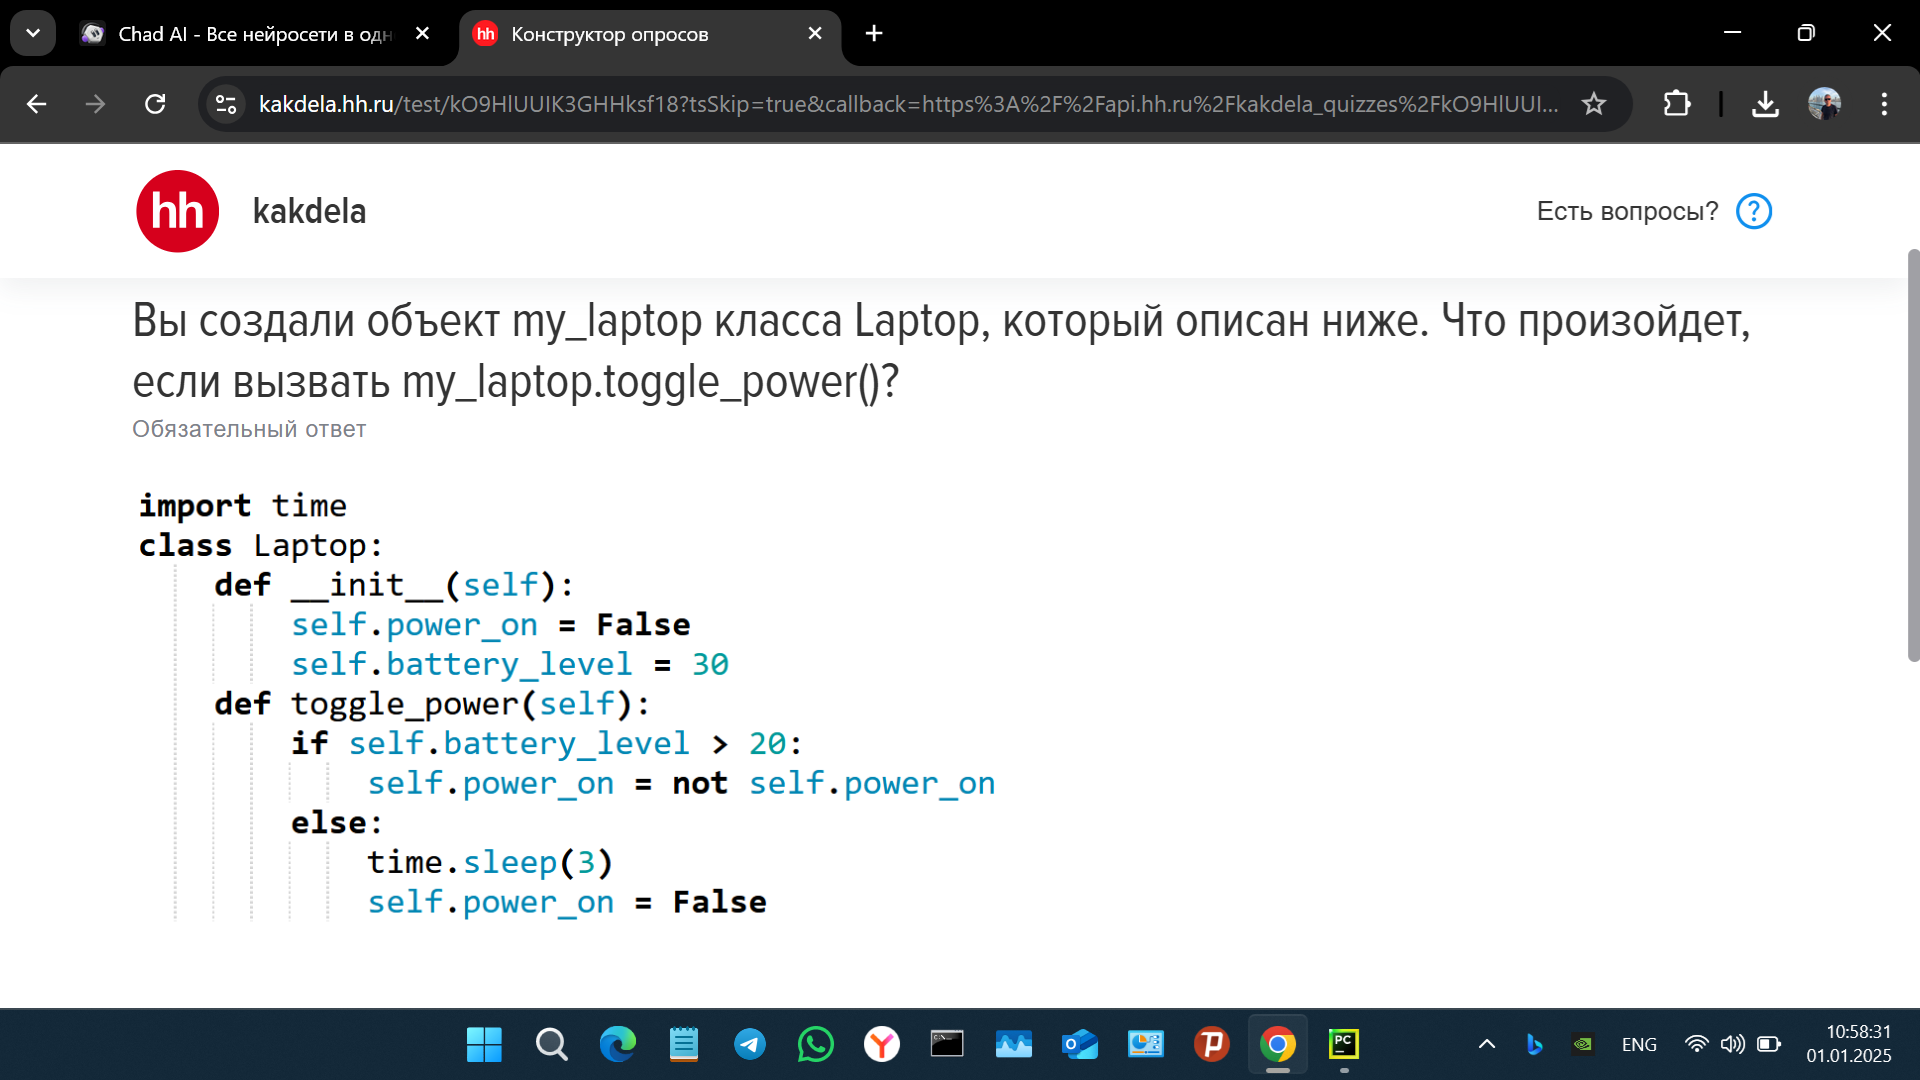 Chad AI - Все нейросети в одн
hh Конструктор опросов
kakdela.hh.ru/test/kO9HlUUIK3GHHksf18?tsSkip=true&callback=https%3A%2F%2Fapi.hh.ru%2Fkakdela_quizzes%2FkO9HlUUI...
hh kakdela
Есть вопросы? ?
Вы создали объект my_laptop класса Laptop, который описан ниже. Что произойдет,
если вызвать my_laptop.toggle_power()?
Обязательный ответ
import time
class Laptop:
def __init__(self):
self.power_on = False
self.battery_level = 30
def toggle_power(self):
if self.battery_level > 20:
self.power_on = not self.power_on
else:
time.sleep(3)
self.power_on = False
PC
ENG
10:58:31
01.01.2025